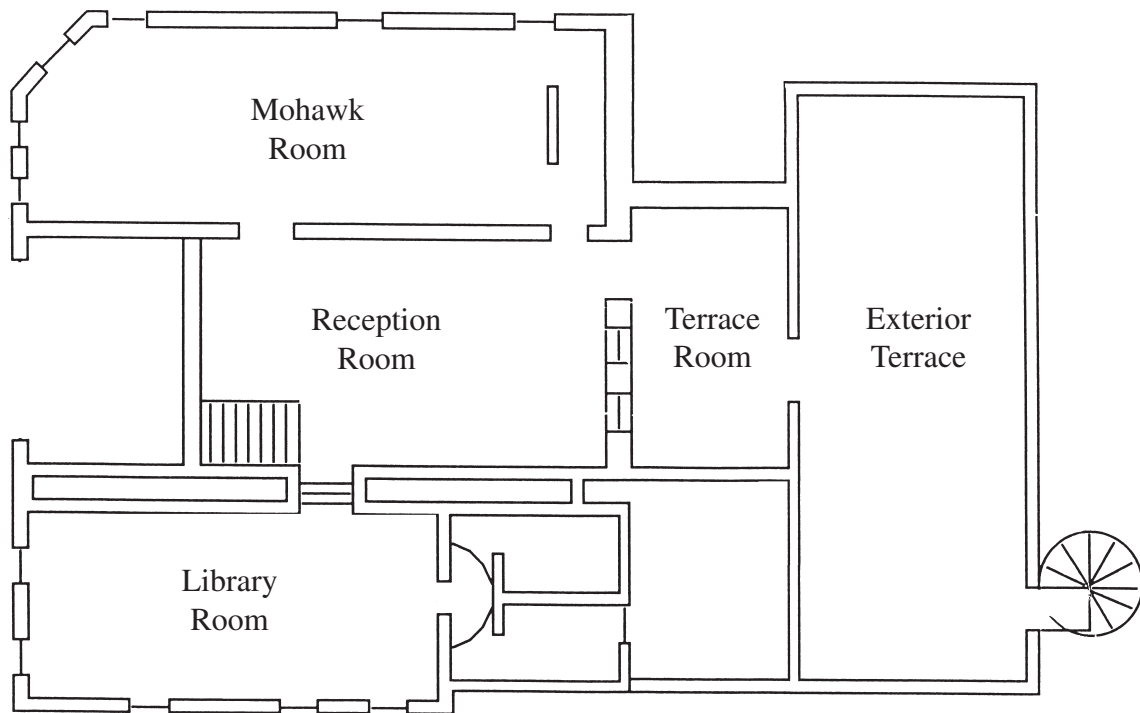 Mohawk
Room
Reception
Room
Terrace
Room
Exterior
Terrace
Library
Room